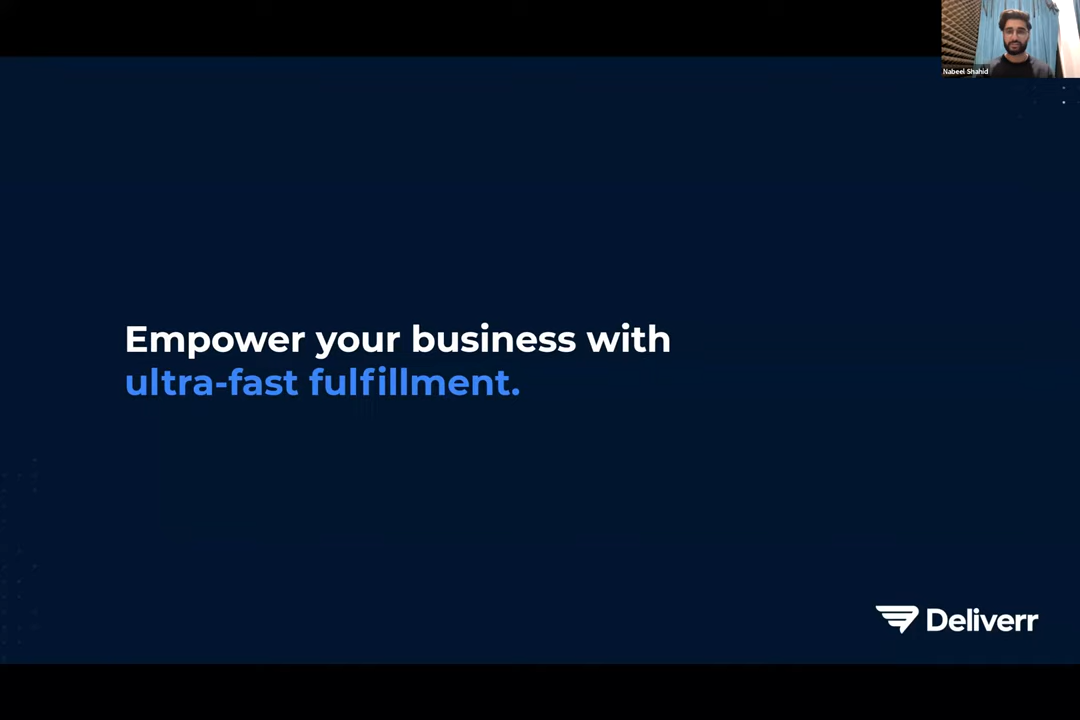 Nabeel Shahid
Empower your business with
ultra-fast fulfillment.
Deliverr